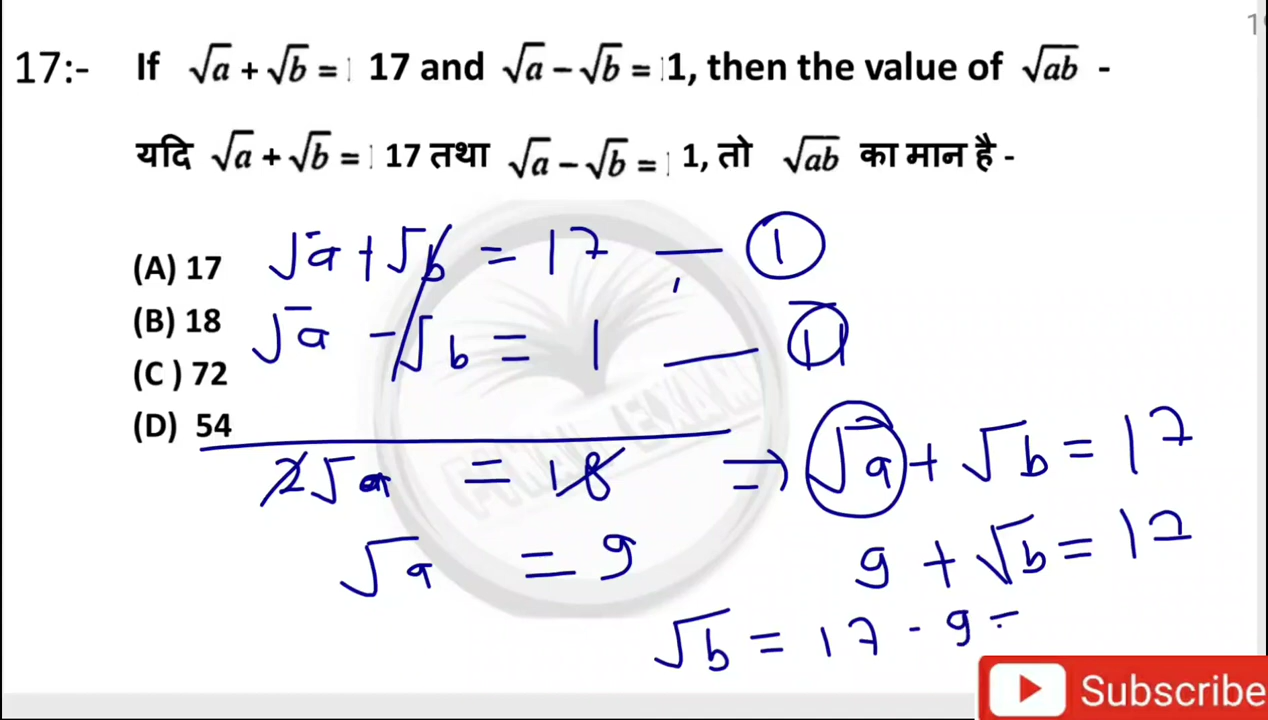 17:- If √a + √b = 17 and √a − √b = 1, then the value of √ab -
यदि √a + √b = 17 तथा √a − √b = 1, तो √ab का मान है -
(A) 17
(B) 18
(C ) 72
(D) 54
√a + √b = 17 — 1
√a − √b = 1 — 11
2√a = 18 => √a + √b = 17
√a = 9
9 + √b = 17
√b = 17 - 9 =
Subscribe